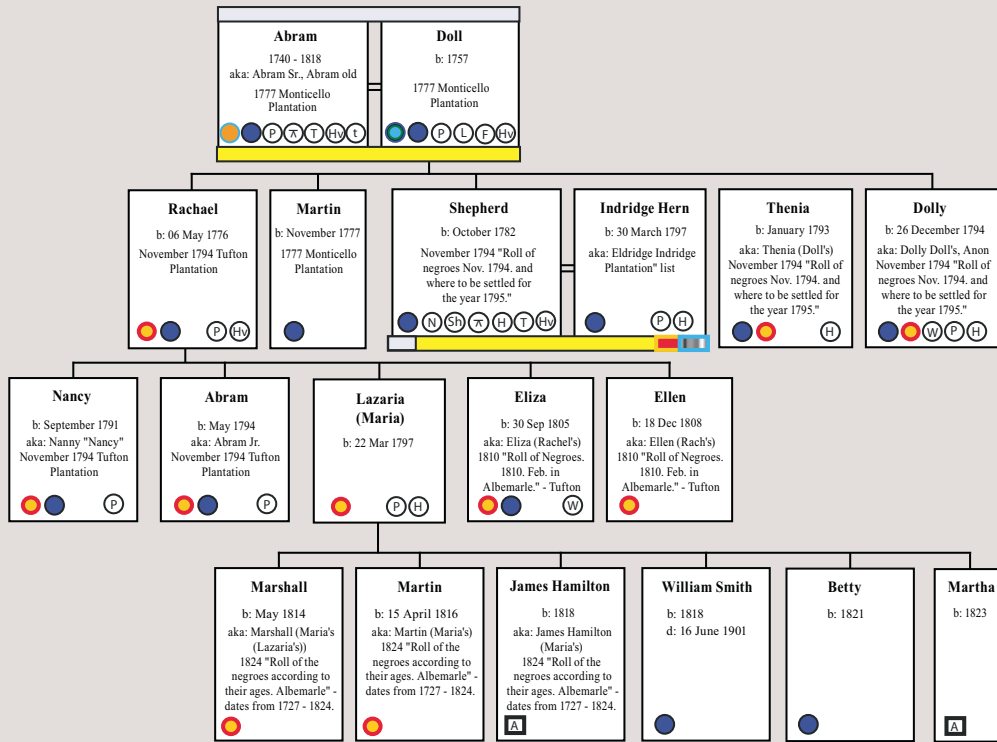 Abram
1740 - 1818
aka: Abram Sr., Abram old
1777 Monticello
Plantation
P T Hv t
Doll
b: 1757
1777 Monticello
Plantation
P L F Hv
Rachael
b: 06 May 1776
November 1794 Tufton
Plantation
P Hv
Martin
b: November 1777
1777 Monticello
Plantation
Shepherd
b: October 1782
November 1794 "Roll of
negroes Nov. 1794. and
where to be settled for
the year 1795."
N Sh H T Hv
Indridge Hern
b: 30 March 1797
aka: Eldridge Indridge
Plantation" list
P H
Thenia
b: January 1793
aka: Thenia (Doll's)
November 1794 "Roll of
negroes Nov. 1794. and
where to be settled for
the year 1795."
H
Dolly
b: 26 December 1794
aka: Dolly Doll's, Anon
November 1794 "Roll of
negroes Nov. 1794. and
where to be settled for
the year 1795."
W P H
Nancy
b: September 1791
aka: Nanny "Nancy"
November 1794 Tufton
Plantation
P
Abram
b: May 1794
aka: Abram Jr.
November 1794 Tufton
Plantation
P
Lazaria
(Maria)
b: 22 Mar 1797
P H
Eliza
b: 30 Sep 1805
aka: Eliza (Rachel's)
1810 "Roll of Negroes.
1810. Feb. in
Albemarle." - Tufton
W
Ellen
b: 18 Dec 1808
aka: Ellen (Rach's)
1810 "Roll of Negroes.
1810. Feb. in
Albemarle." - Tufton
Marshall
b: May 1814
aka: Marshall (Maria's
(Lazaria's))
1824 "Roll of the
negroes according to
their ages. Albemarle" -
dates from 1727 - 1824.
Martin
b: 15 April 1816
aka: Martin (Maria's)
1824 "Roll of the
negroes according to
their ages. Albemarle" -
dates from 1727 - 1824.
James Hamilton
b: 1818
aka: James Hamilton
(Maria's)
1824 "Roll of the
negroes according to
their ages. Albemarle" -
dates from 1727 - 1824.
A
William Smith
b: 1818
d: 16 June 1901
Betty
b: 1821
Martha
b: 1823
A